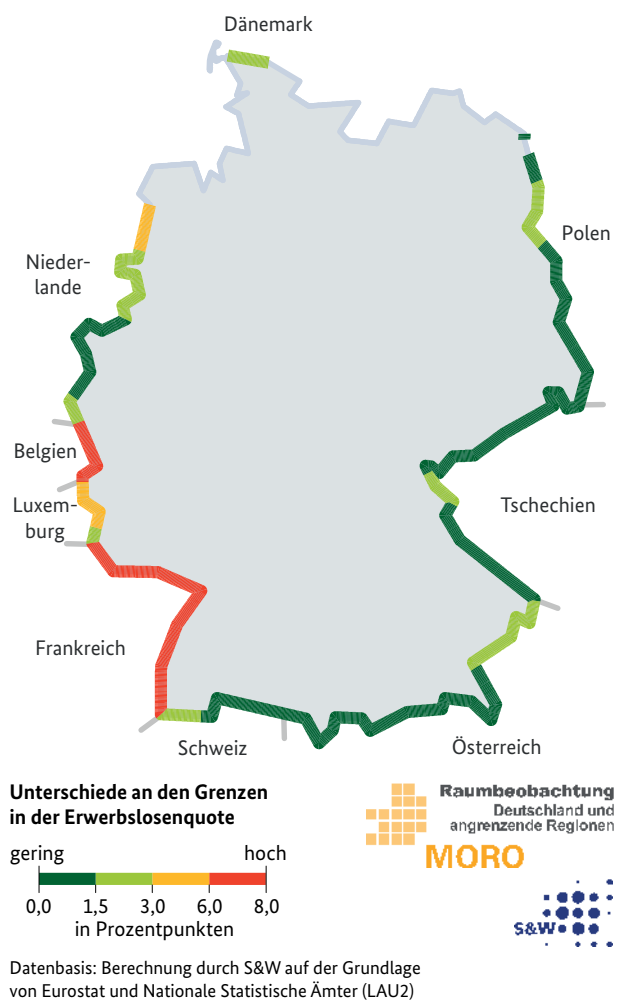 Dänemark
Polen
Nieder-
lande
Belgien
Luxem-
burg
Tschechien
Frankreich
Schweiz
Österreich
Unterschiede an den Grenzen
in der Erwerbslosenquote
gering hoch
0,0 1,5 3,0 6,0 8,0
in Prozentpunkten
Raumbeobachtung
Deutschland und
angrenzende Regionen
MORO
S&W
Datenbasis: Berechnung durch S&W auf der Grundlage
von Eurostat und Nationale Statistische Ämter (LAU2)